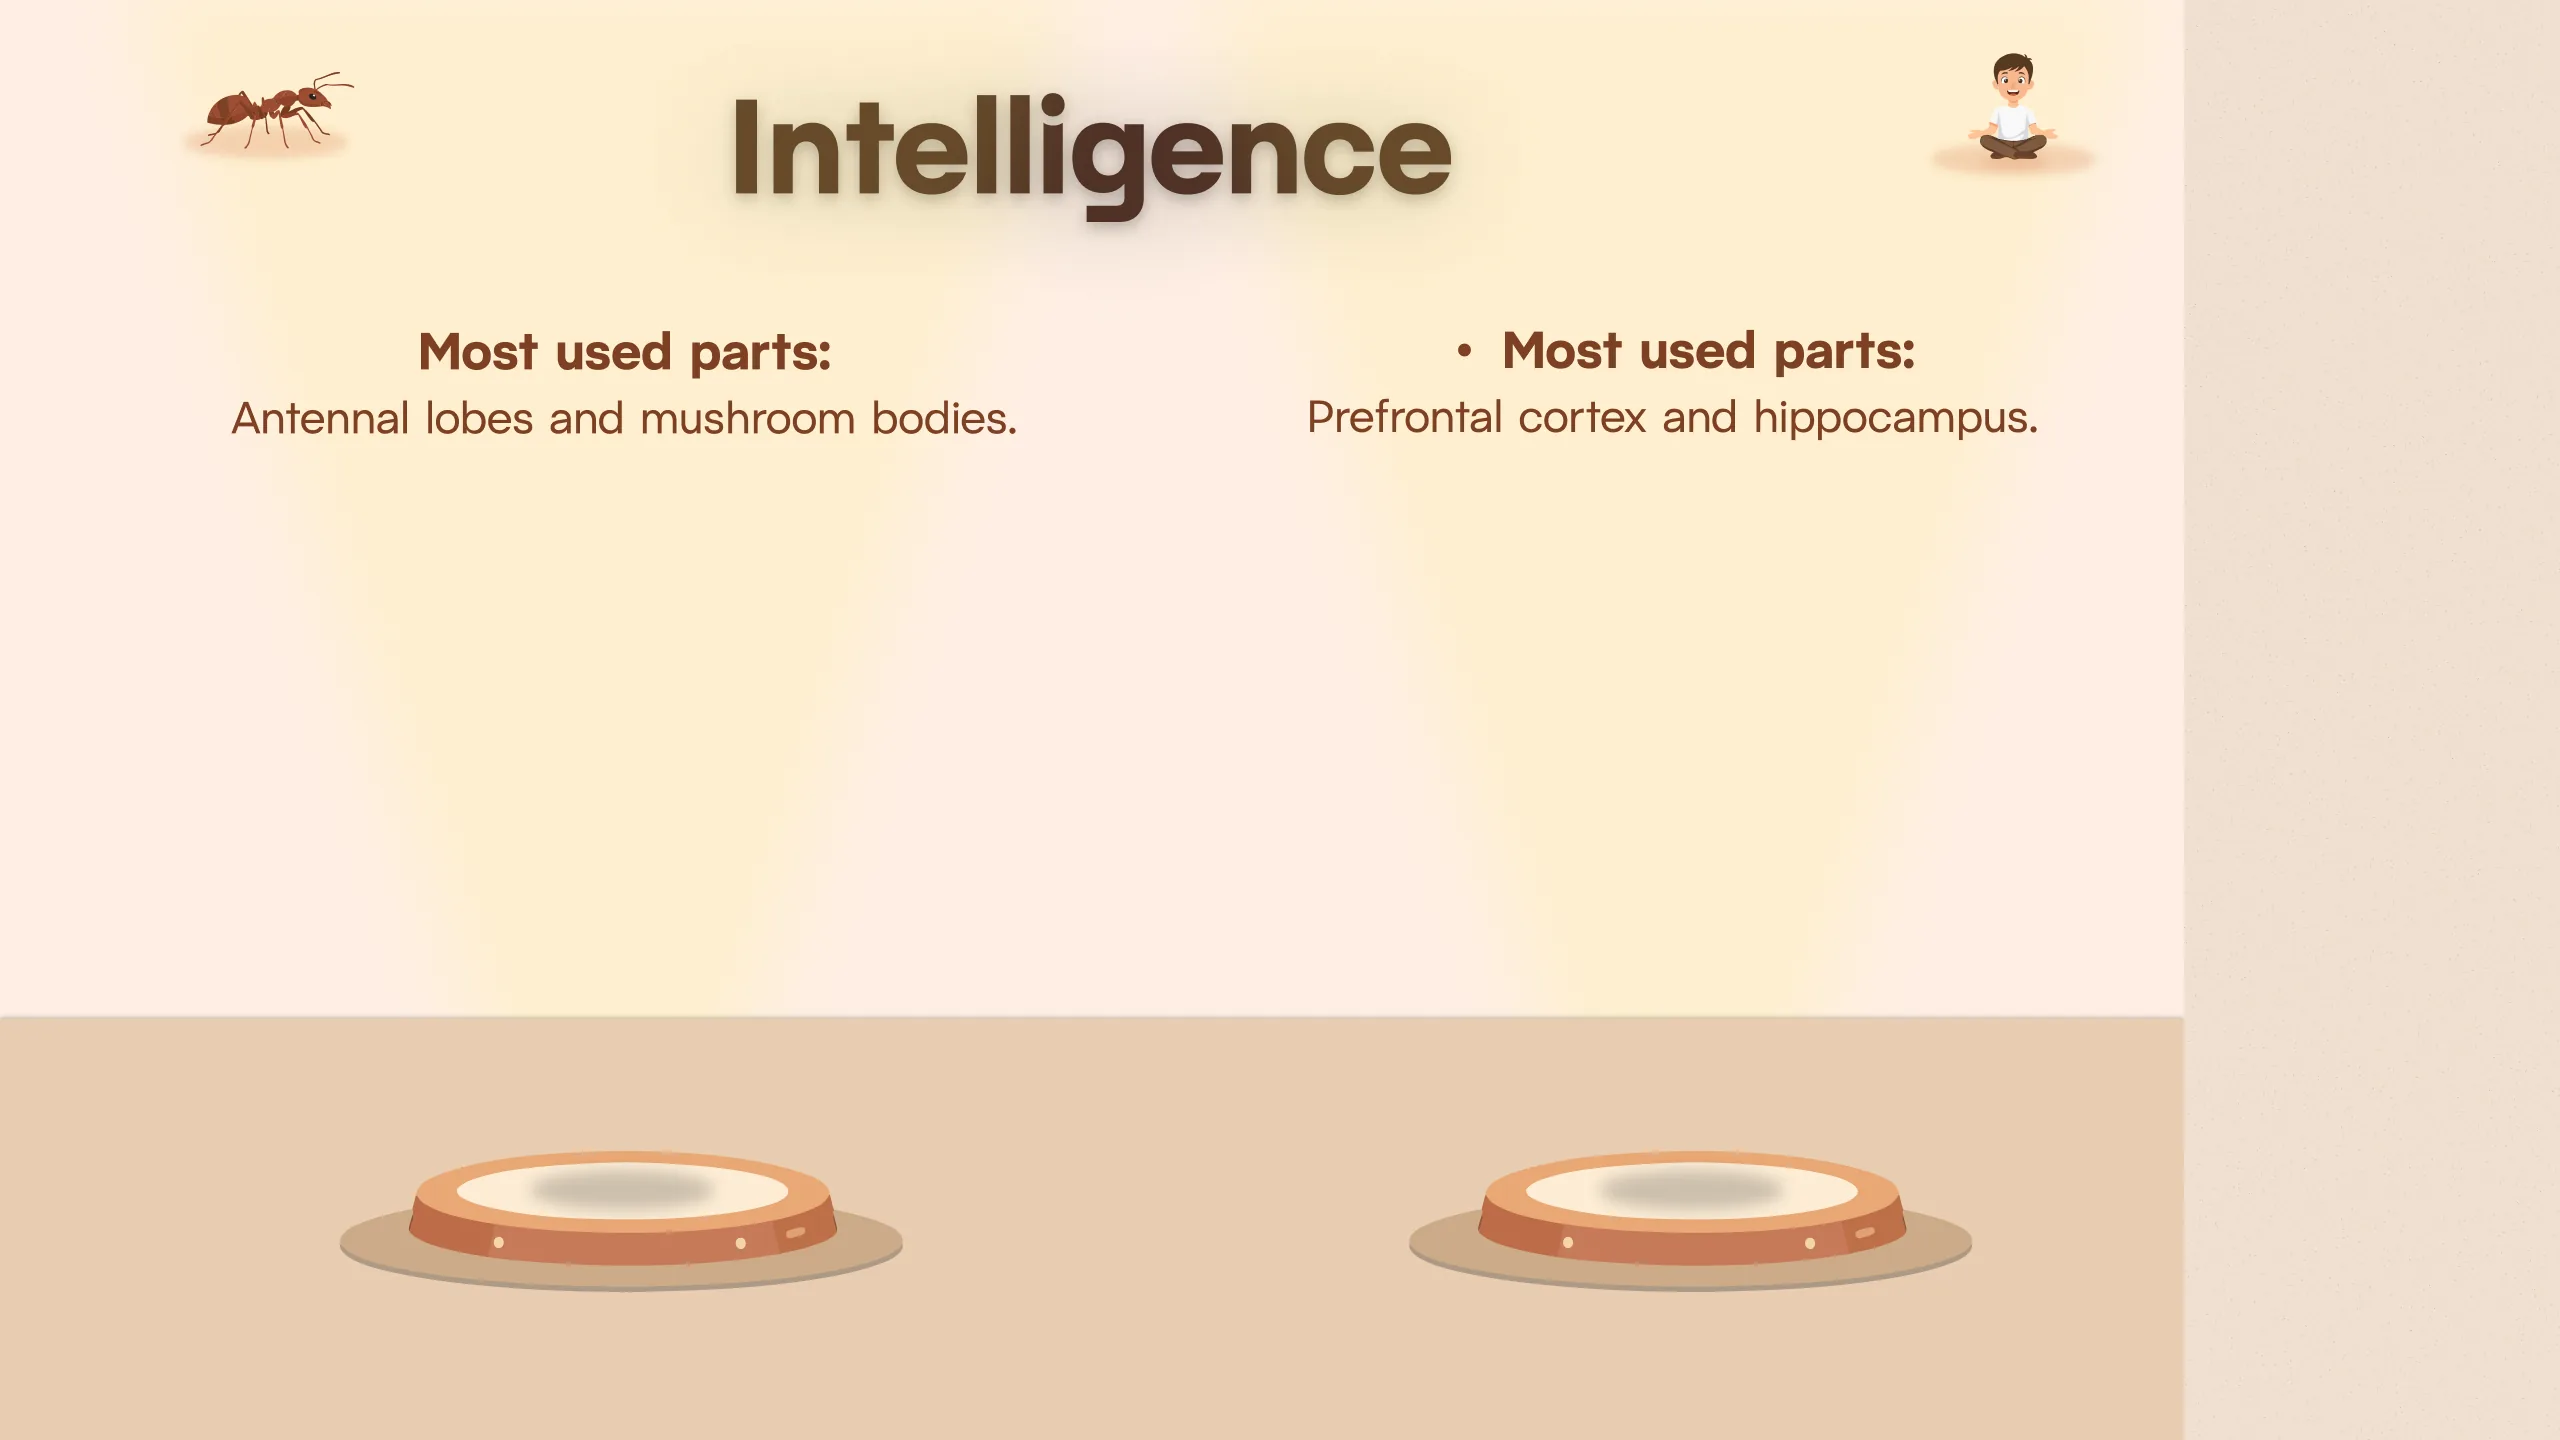 Intelligence
Most used parts:
Antennal lobes and mushroom bodies.
• Most used parts:
Prefrontal cortex and hippocampus.